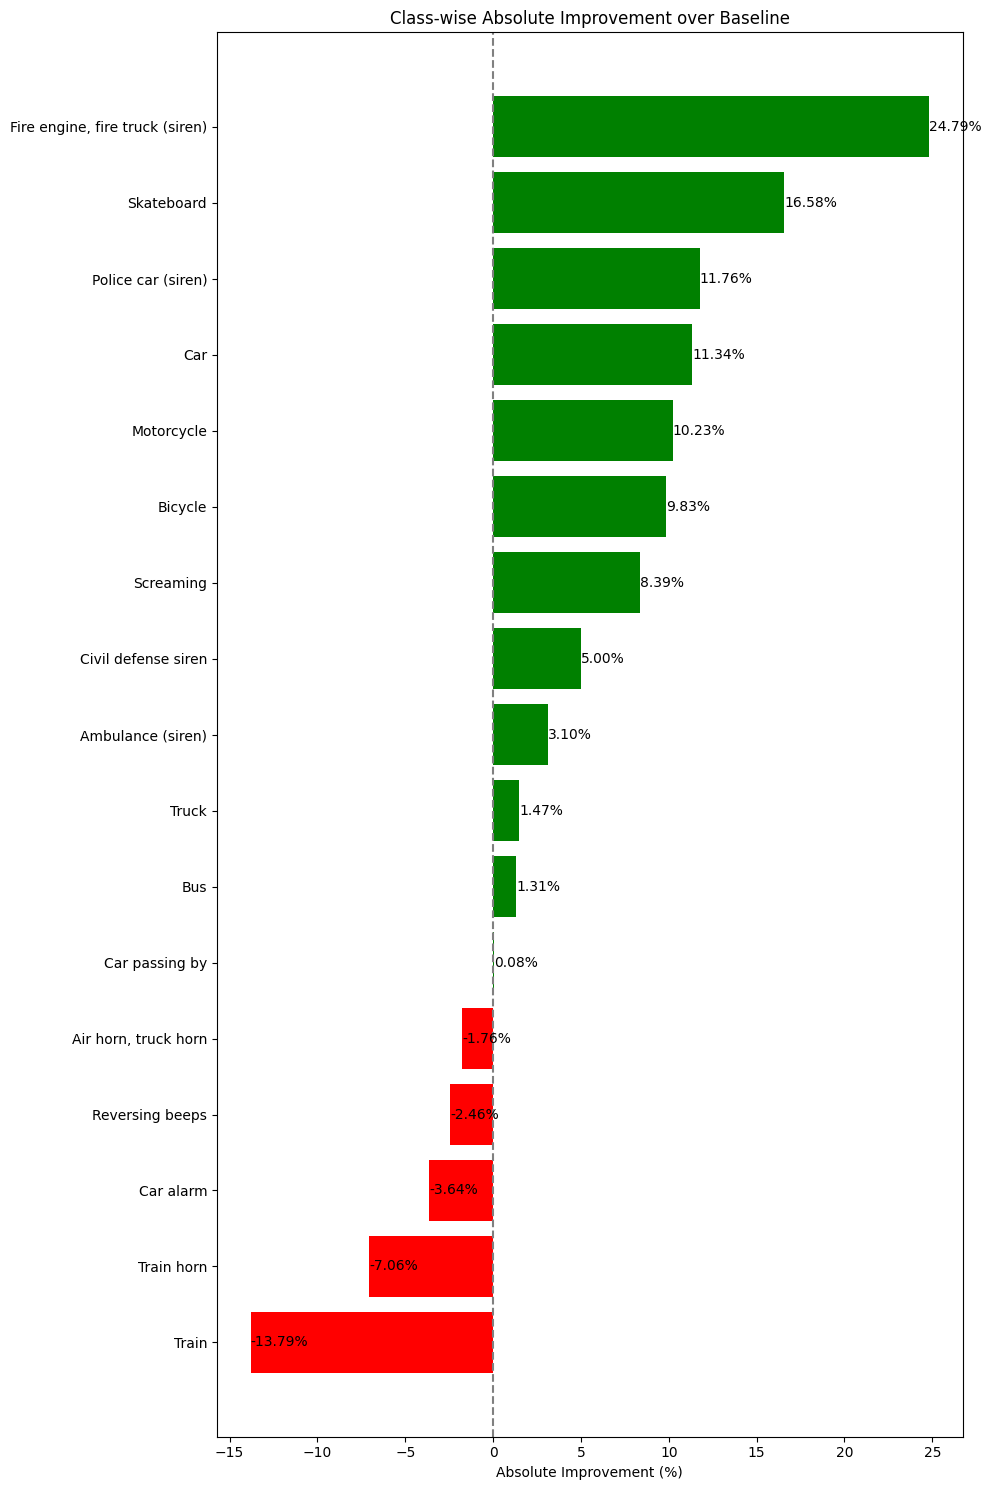 Class-wise Absolute Improvement over Baseline
Fire engine, fire truck (siren) 24.79%
Skateboard 16.58%
Police car (siren) 11.76%
Car 11.34%
Motorcycle 10.23%
Bicycle 9.83%
Screaming 8.39%
Civil defense siren 5.00%
Ambulance (siren) 3.10%
Truck 1.47%
Bus 1.31%
Car passing by 0.08%
Air horn, truck horn -1.76%
Reversing beeps -2.46%
Car alarm -3.64%
Train horn -7.06%
Train -13.79%
−15 −10 −5 0 5 10 15 20 25
Absolute Improvement (%)